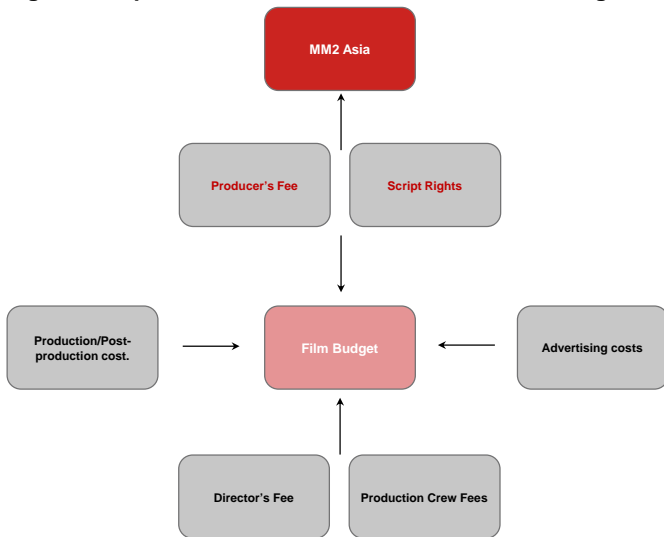 MM2 Asia
Producer's Fee
Script Rights
Production/Post-
production cost.
Film Budget
Advertising costs
Director's Fee
Production Crew Fees